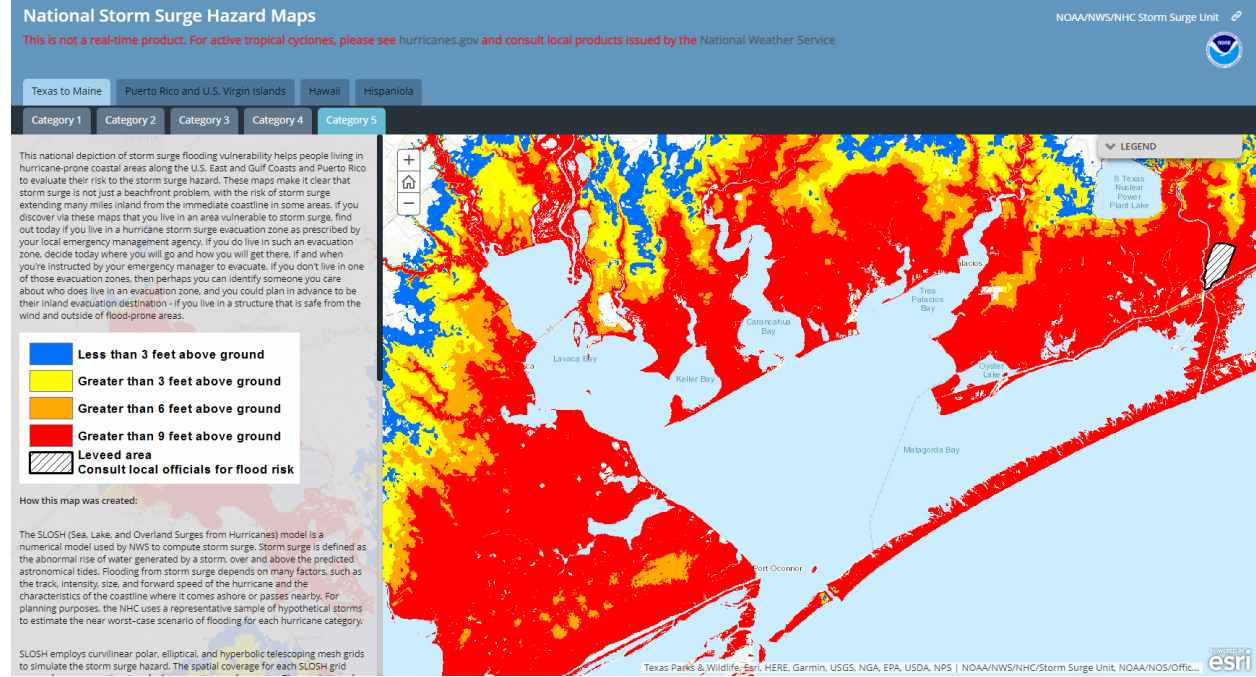 National Storm Surge Hazard Maps
NOAA/NWS/NHC Storm Surge Unit
This is not a real-time product. For active tropical cyclones, please see hurricanes.gov and consult local products issued by the National Weather Service
NOAA
Texas to Maine
Puerto Rico and U.S. Virgin Islands
Hawaii
Hispaniola
Category 1
Category 2
Category 3
Category 4
Category 5
This national depiction of storm surge flooding vulnerability helps people living in
hurricane-prone coastal areas along the U.S. East and Gulf Coasts and Puerto Rico
to evaluate their risk to the storm surge hazard. These maps make it clear that
storm surge is not just a beachfront problem, with the risk of storm surge
extending many miles inland from the immediate coastline in some areas. If you
discover via these maps that you live in an area vulnerable to storm surge, find
out today if you live in a hurricane storm surge evacuation zone as prescribed by
your local emergency management agency. If you do live in such an evacuation
zone, decide today where you will go and how you will get there, if and when
you're instructed by your emergency manager to evacuate. If you don't live in one
of those evacuation zones, then perhaps you can identify someone you care
about who does live in an evacuation zone, and you could plan in advance to be
their inland evacuation destination - if you live in a structure that is safe from the
wind and outside of flood-prone areas.
Less than 3 feet above ground
Greater than 3 feet above ground
Greater than 6 feet above ground
Greater than 9 feet above ground
Leveed area
Consult local officials for flood risk
How this map was created:
The SLOSH (Sea, Lake, and Overland Surges from Hurricanes) model is a
numerical model used by NWS to compute storm surge. Storm surge is defined as
the abnormal rise of water generated by a storm, over and above the predicted
astronomical tides. Flooding from storm surge depends on many factors, such as
the track, intensity, size, and forward speed of the hurricane and the
characteristics of the coastline where it comes ashore or passes nearby. For
planning purposes, the NHC uses a representative sample of hypothetical storms
to estimate the near worst-case scenario of flooding for each hurricane category.
SLOSH employs curvilinear polar, elliptical, and hyperbolic telescoping mesh grids
to simulate the storm surge hazard. The spatial coverage for each SLOSH grid
+
−
LEGEND
S Texas
Nuclear
Power
Plant Lake
alacios
Tres
Palacios
Bay
Carancahua
Bay
35
Lavaca Bay
ca
Keller Bay
Oyster
Lake
Matagorda Bay
Port Oconnor
Texas Parks & Wildlife, Esri, HERE, Garmin, USGS, NGA, EPA, USDA, NPS | NOAA/NWS/NHC/Storm Surge Unit, NOAA/NOS/Offic...
POWERED BY
esri